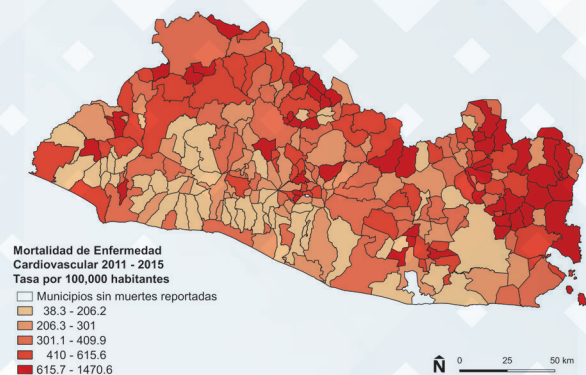 Mortalidad de Enfermedad
Cardiovascular 2011 - 2015
Tasa por 100,000 habitantes
Municipios sin muertes reportadas
38.3 - 206.2
206.3 - 301
301.1 - 409.9
410 - 615.6
615.7 - 1470.6
N 0 25 50 km